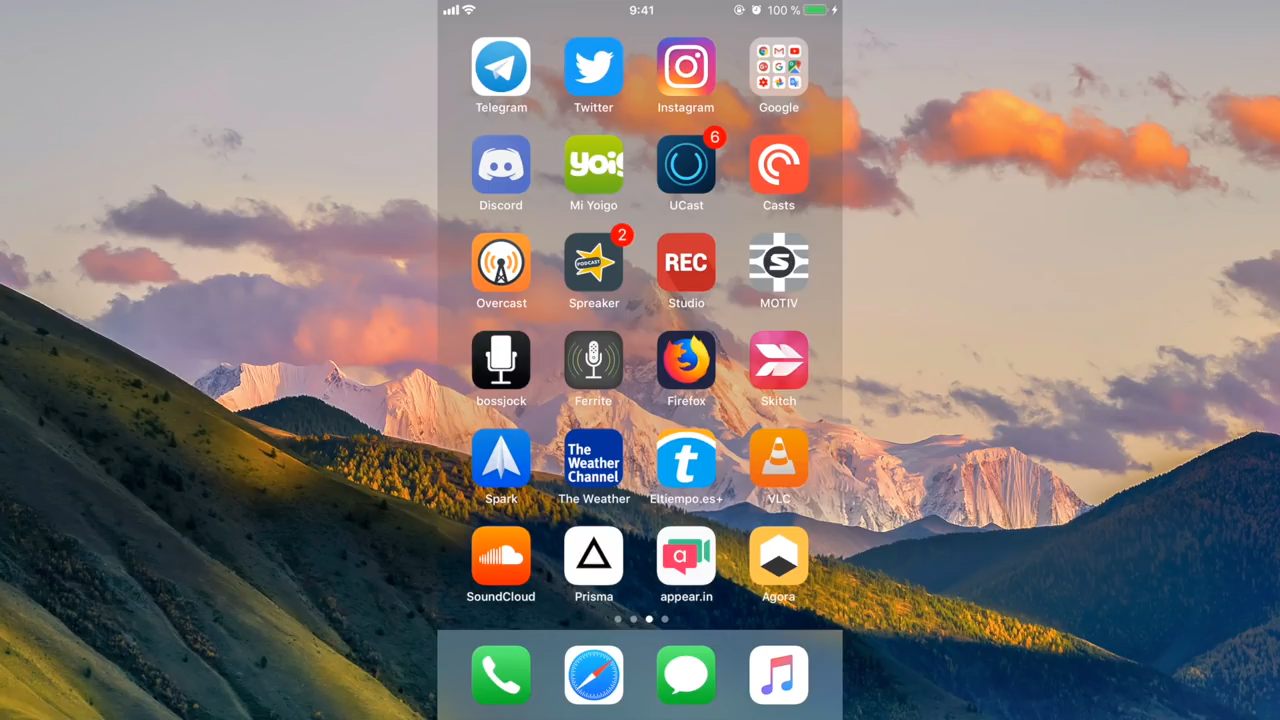 9:41
100 %
Telegram
Twitter
Instagram
Google
yoi!
6
Discord
Mi Yoigo
UCast
Casts
PODCAST
2
REC
S
Overcast
Spreaker
Studio
MOTIV
bossjock
Ferrite
Firefox
Skitch
The
Weather
Channel
t
Spark
The Weather
Eltiempo.es+
VLC
a
SoundCloud
Prisma
appear.in
Agora